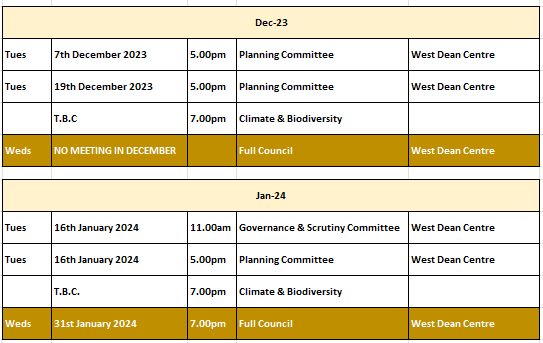 Dec-23
Tues 7th December 2023 5.00pm Planning Committee West Dean Centre
Tues 19th December 2023 5.00pm Planning Committee West Dean Centre
T.B.C 7.00pm Climate & Biodiversity
Weds NO MEETING IN DECEMBER Full Council West Dean Centre
Jan-24
Tues 16th January 2024 11.00am Governance & Scrutiny Committee West Dean Centre
Tues 16th January 2024 5.00pm Planning Committee West Dean Centre
T.B.C. 7.00pm Climate & Biodiversity
Weds 31st January 2024 7.00pm Full Council West Dean Centre